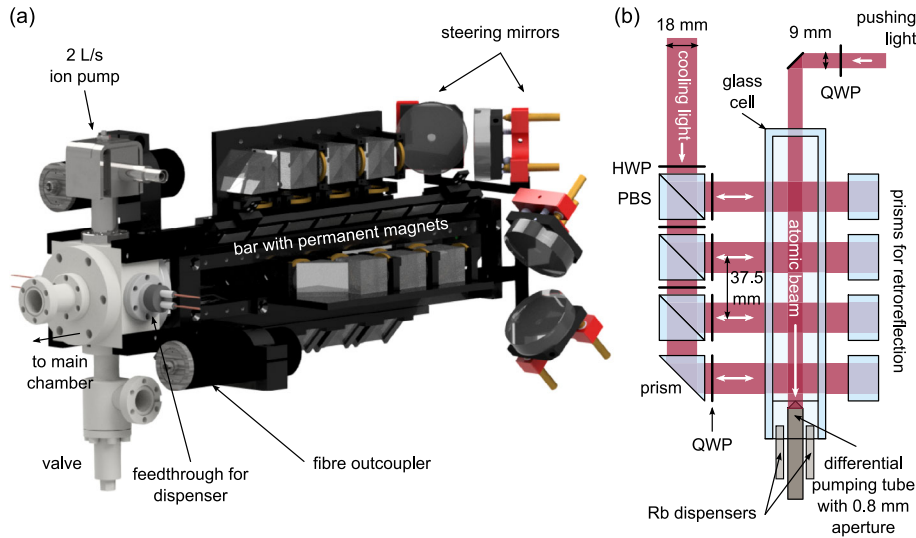 (a)
steering mirrors
2 L/s
ion pump
bar with permanent magnets
to main
chamber
valve
feedthrough for
dispenser
fibre outcoupler
(b)
18 mm
9 mm
pushing
light
cooling light
QWP
glass
cell
HWP
PBS
atomic beam
37.5
mm
prisms for retroreflection
prism
QWP
Rb dispensers
differential
pumping tube
with 0.8 mm
aperture